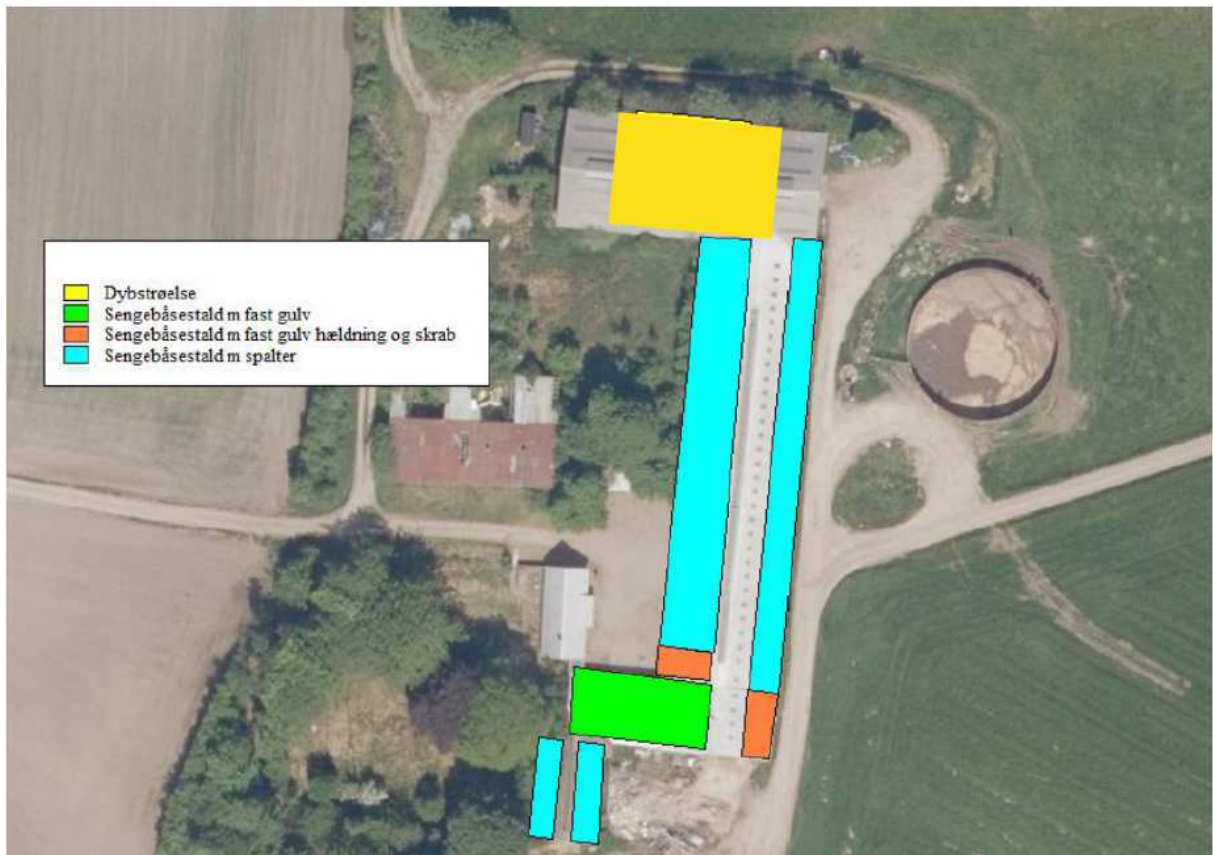 Dybstrøelse
Sengebåsestald m fast gulv
Sengebåsestald m fast gulv hældning og skrab
Sengebåsestald m spalter